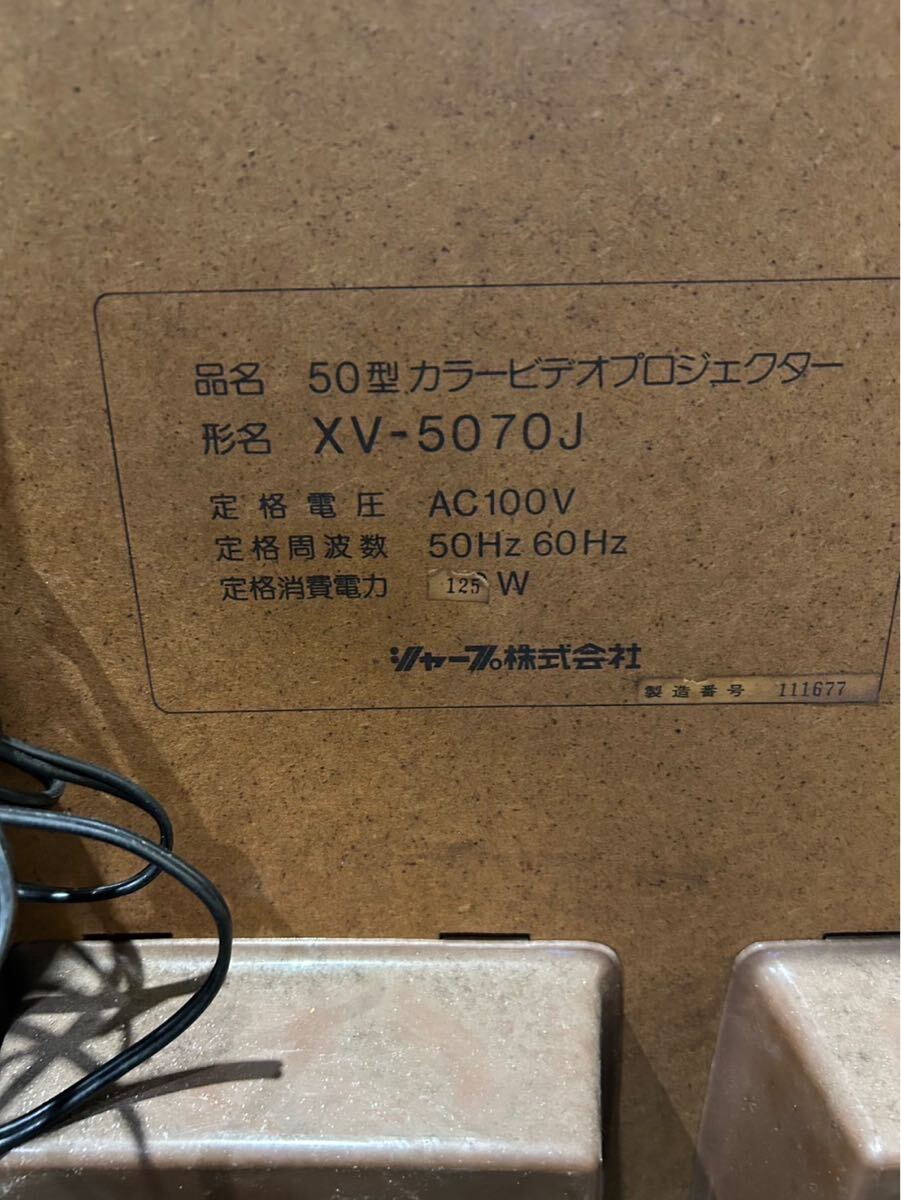 品名 50型カラービデオプロジェクター
形名 XV-5070J
定格電圧 AC100V
定格周波数 50Hz 60Hz
定格消費電力 125 W
シャープ株式会社
製造番号 111677